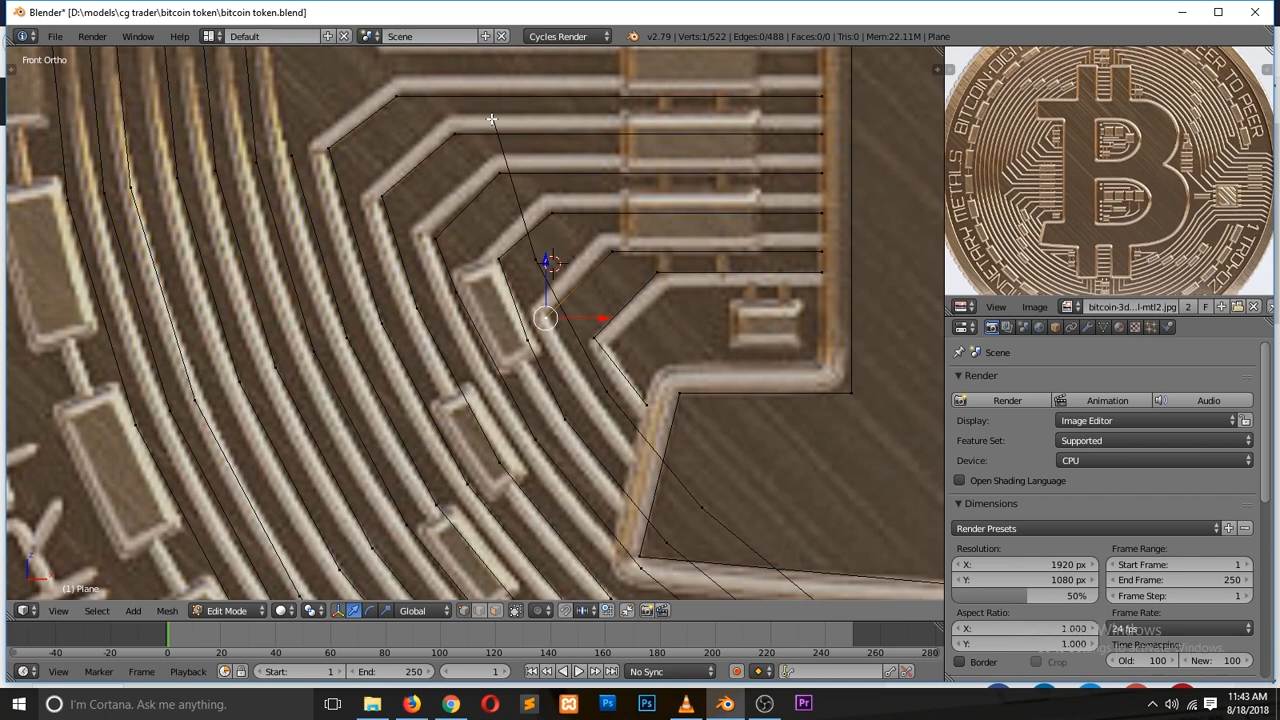 Blender* [D:\models\cg trader\bitcoin token\bitcoin token.blend]
File Render Window Help Default Scene Cycles Render v2.79 | Verts:1/522 | Edges:0/488 | Faces:0/0 | Tris:0 | Mem:22.11M | Plane
Front Ortho
BITCOIN
PEER TO PEER
METALS
View Image bitcoin-3d...l-mtl2.jpg 2 F
Scene
Render
Render Animation Audio
Display: Image Editor
Feature Set: Supported
Device: CPU
Open Shading Language
Dimensions
Render Presets
Resolution: Frame Range:
X: 1920 px Start Frame: 1
Y: 1080 px End Frame: 250
50% Frame Step: 1
Aspect Ratio: Frame Rate:
X: 1.000 24 fps
Y: 1.000 Time Remapping:
Border Crop Old: 100 New: 100
Windows
z
(1) Plane
View Select Add Mesh Edit Mode Global
-40 -20 0 20 40 60 80 100 120 140 160 180 200 220 240 260 280
View Marker Frame Playback Start: 1 End: 250 1 No Sync
I'm Cortana. Ask me anything.
11:43 AM
8/18/2018